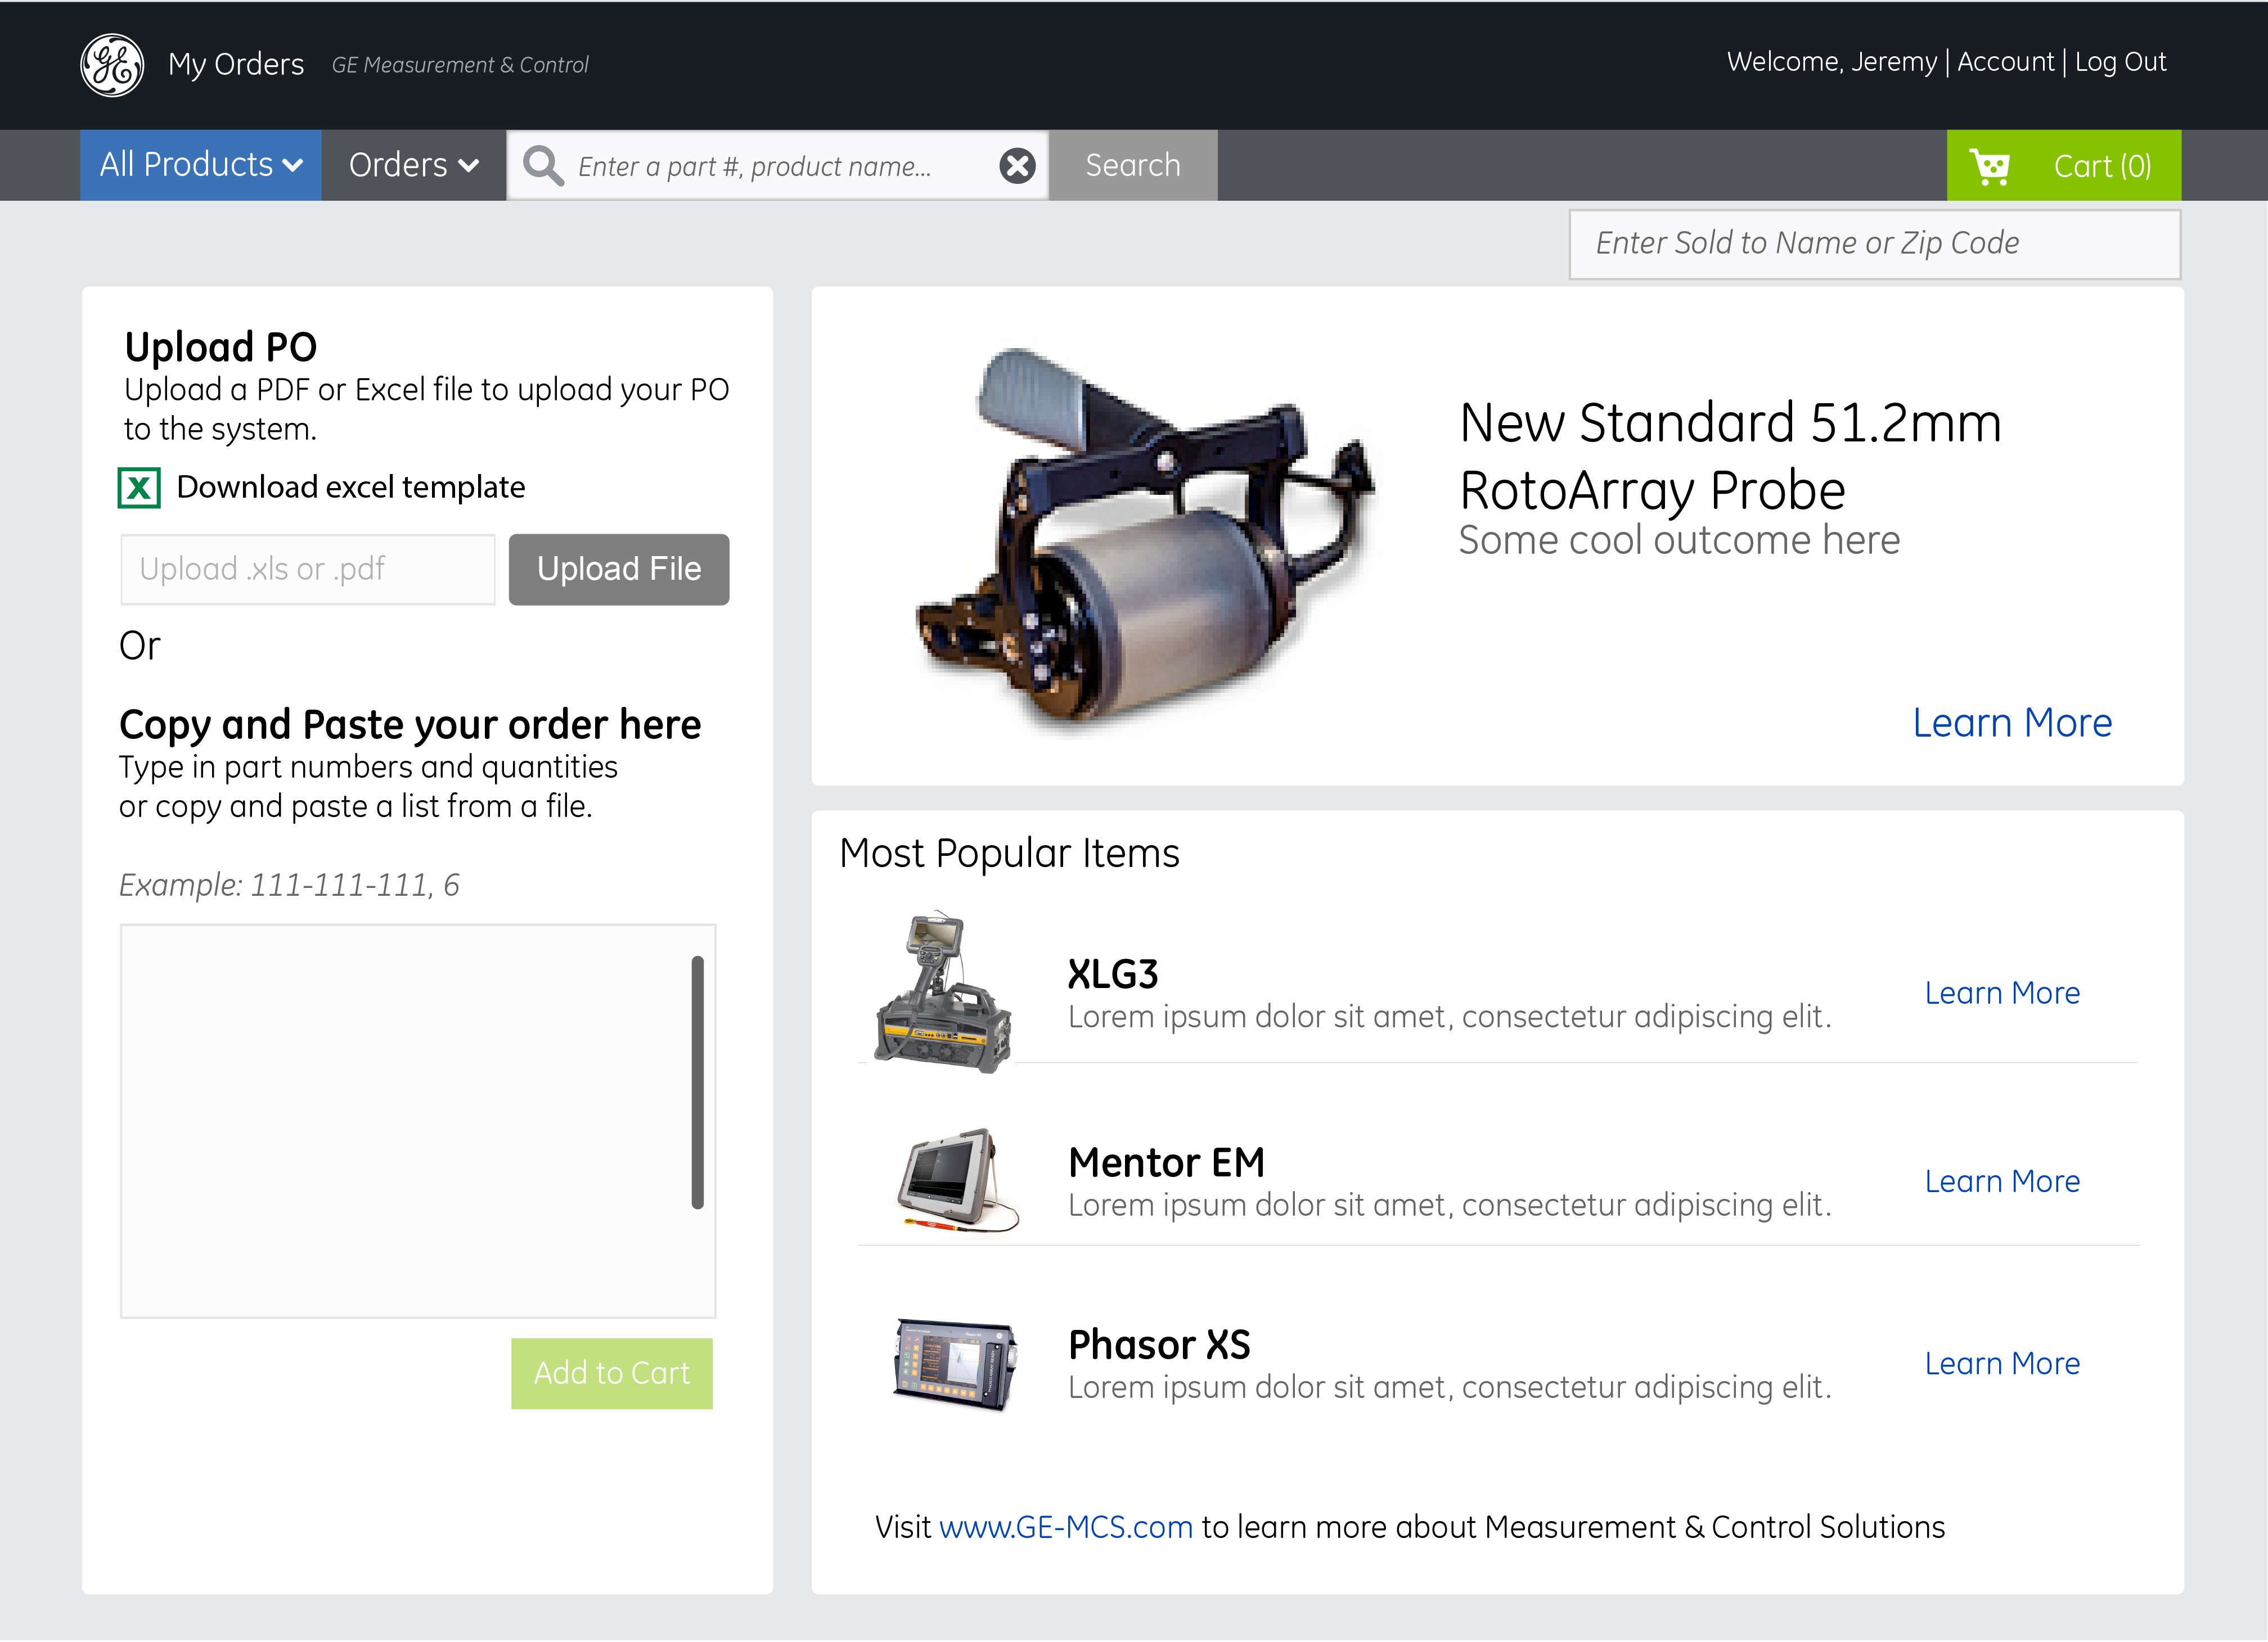 GE
My Orders
GE Measurement & Control
Welcome, Jeremy | Account | Log Out
All Products
Orders
Enter a part #, product name...
Search
Cart (0)
Enter Sold to Name or Zip Code
Upload PO
Upload a PDF or Excel file to upload your PO
to the system.
X Download excel template
Upload .xls or .pdf
Upload File
Or
Copy and Paste your order here
Type in part numbers and quantities
or copy and paste a list from a file.
Example: 111-111-111, 6
Add to Cart
New Standard 51.2mm
RotoArray Probe
Some cool outcome here
Learn More
Most Popular Items
XLG3
Lorem ipsum dolor sit amet, consectetur adipiscing elit.
Learn More
Mentor EM
Lorem ipsum dolor sit amet, consectetur adipiscing elit.
Learn More
Phasor XS
Lorem ipsum dolor sit amet, consectetur adipiscing elit.
Learn More
Visit www.GE-MCS.com to learn more about Measurement & Control Solutions